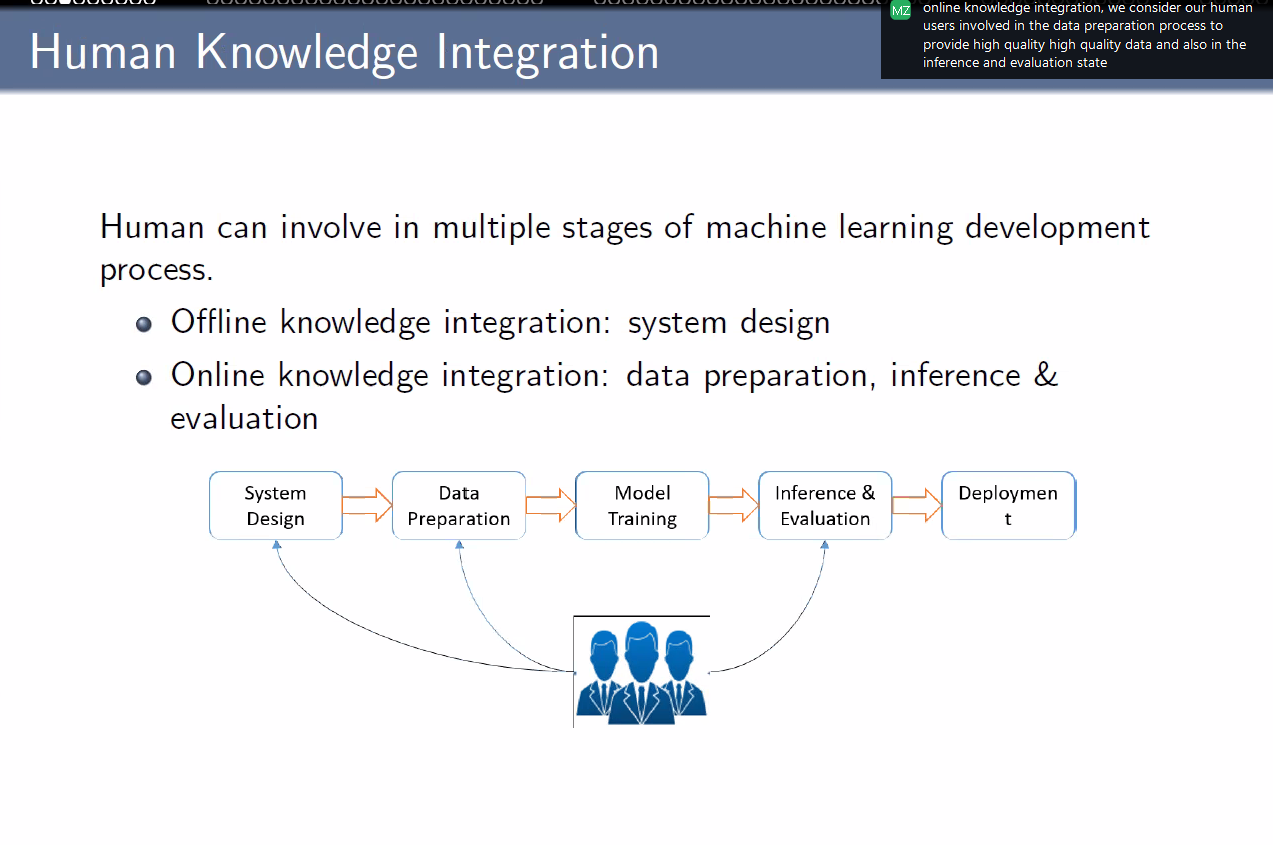 Human Knowledge Integration
MZ
online knowledge integration, we consider our human
users involved in the data preparation process to
provide high quality high quality data and also in the
inference and evaluation state
Human can involve in multiple stages of machine learning development
process.
Offline knowledge integration: system design
Online knowledge integration: data preparation, inference &
evaluation
System
Design
Data
Preparation
Model
Training
Inference &
Evaluation
Deploymen
t